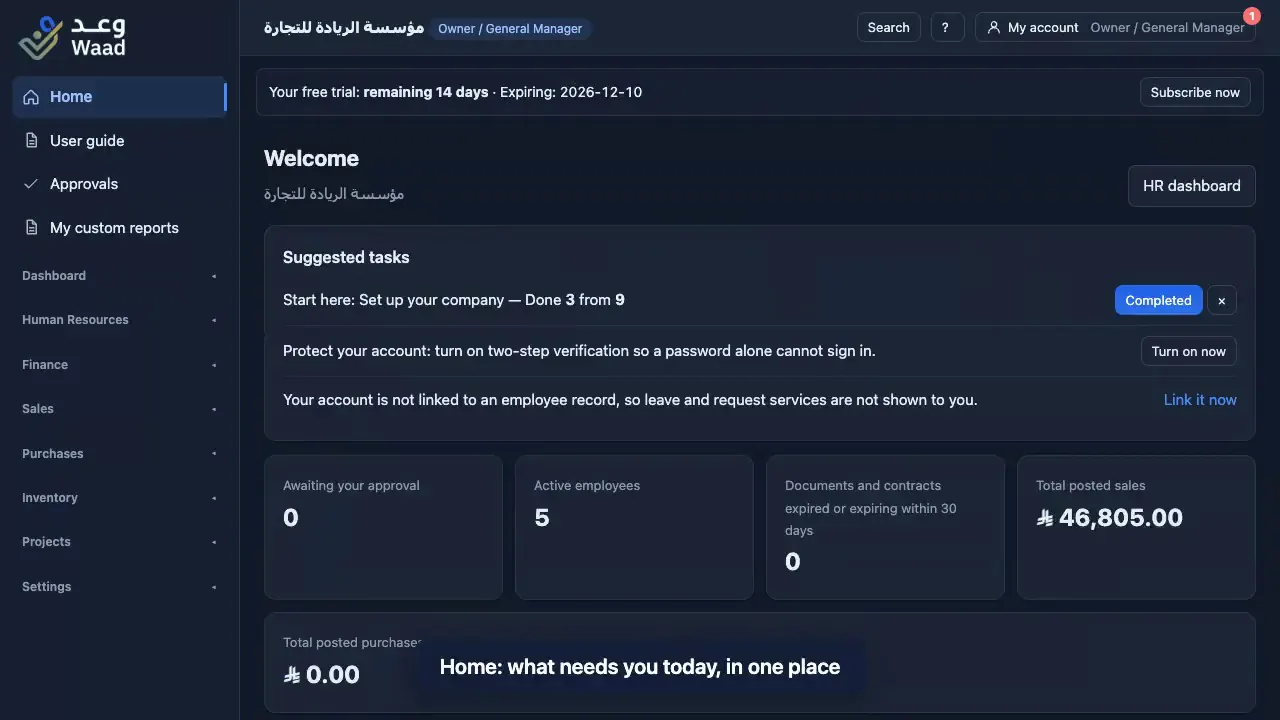 وعد
Waad
Home
User guide
Approvals
My custom reports
Dashboard
Human Resources
Finance
Sales
Purchases
Inventory
Projects
Settings
مؤسسة الريادة للتجارة
Owner / General Manager
Search
?
My account Owner / General Manager
1
Your free trial: remaining 14 days · Expiring: 2026-12-10
Subscribe now
Welcome
مؤسسة الريادة للتجارة
HR dashboard
Suggested tasks
Start here: Set up your company — Done 3 from 9
Completed
×
Protect your account: turn on two-step verification so a password alone cannot sign in.
Turn on now
Your account is not linked to an employee record, so leave and request services are not shown to you.
Link it now
Awaiting your approval
0
Active employees
5
Documents and contracts
expired or expiring within 30
days
0
Total posted sales
⃁ 46,805.00
Total posted purchases
⃁ 0.00
Home: what needs you today, in one place